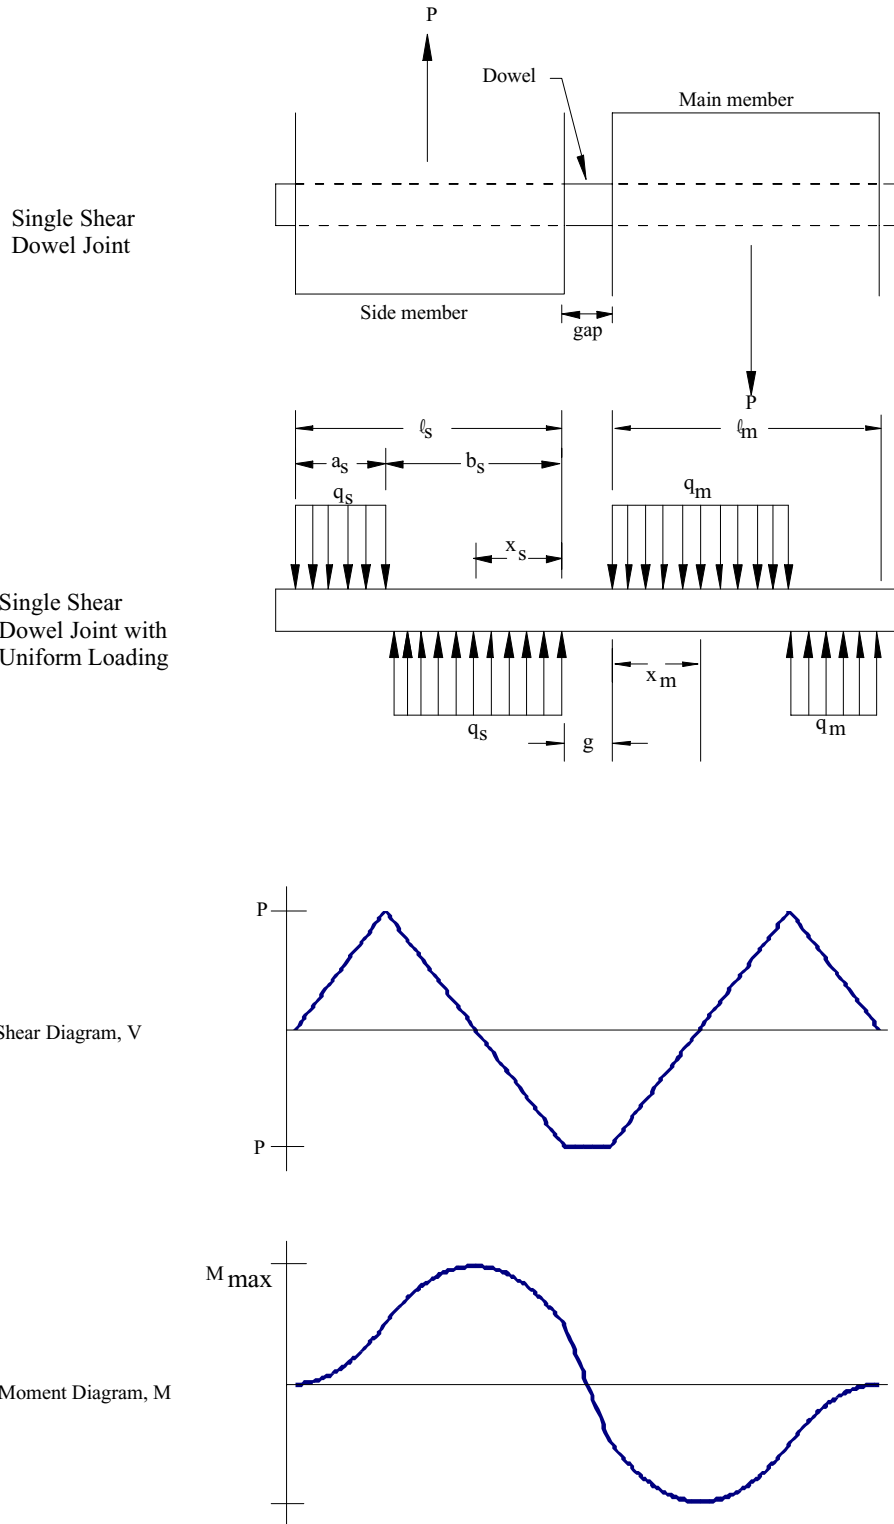 P
Dowel
Main member
Single Shear
Dowel Joint
Side member
gap
P
ℓs
ℓm
as
bs
qs
qm
xs
Single Shear
Dowel Joint with
Uniform Loading
xm
qs
g
qm
P
Shear Diagram, V
P
M max
Moment Diagram, M